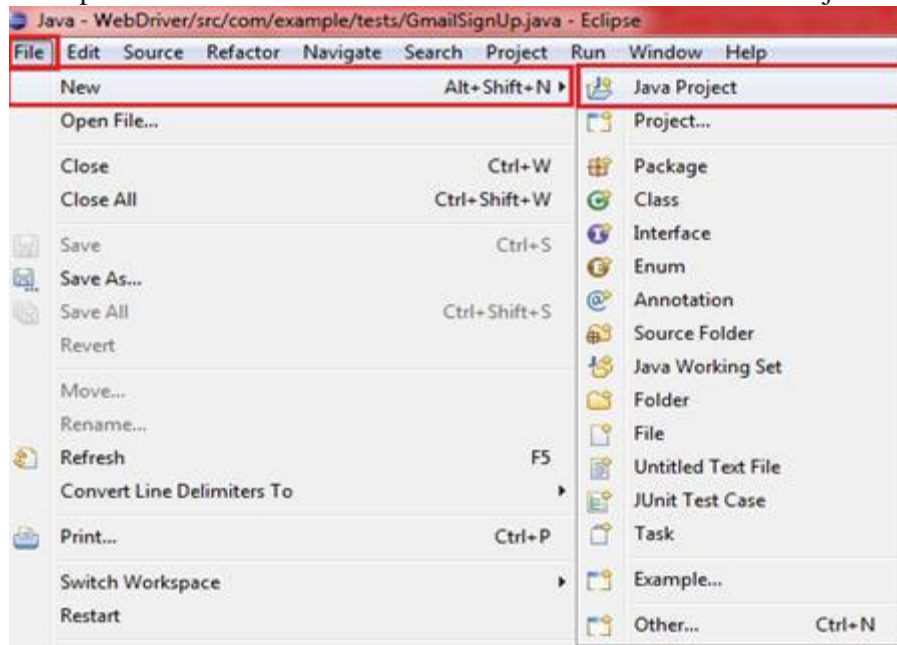 Java - WebDriver/src/com/example/tests/GmailSignUp.java - Eclipse
File Edit Source Refactor Navigate Search Project Run Window Help
New Alt+Shift+N
Open File...
Close Ctrl+W
Close All Ctrl+Shift+W
Save Ctrl+S
Save As...
Save All Ctrl+Shift+S
Revert
Move...
Rename...
Refresh F5
Convert Line Delimiters To
Print... Ctrl+P
Switch Workspace
Restart
Java Project
Project...
Package
Class
Interface
Enum
Annotation
Source Folder
Java Working Set
Folder
File
Untitled Text File
JUnit Test Case
Task
Example...
Other... Ctrl+N